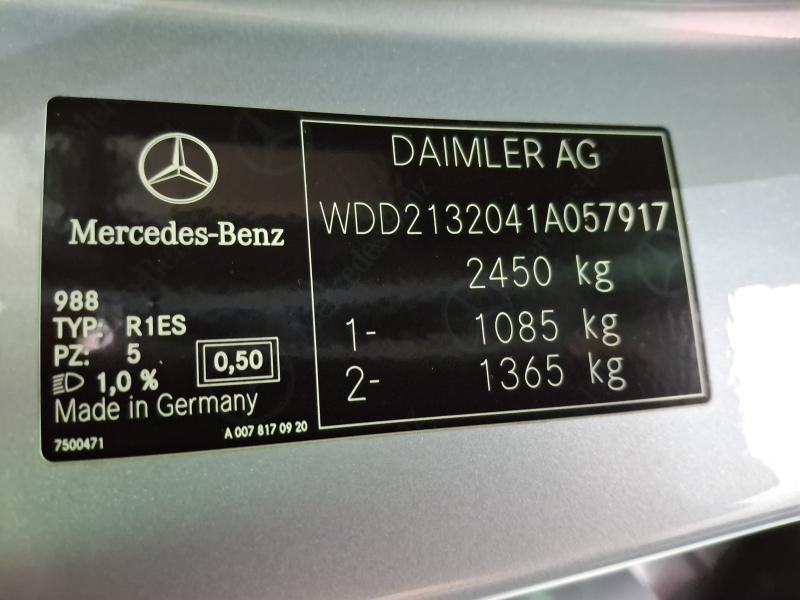 Mercedes-Benz
988
TYP: R1ES
PZ: 5
0,50
1,0 %
Made in Germany
7500471
A 007 817 09 20
DAIMLER AG
WDD2132041A057917
2450 kg
1- 1085 kg
2- 1365 kg